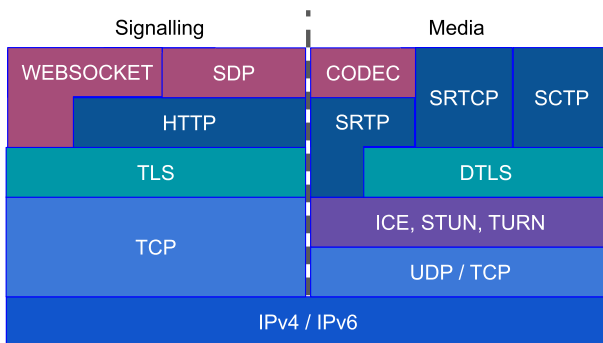 Signalling
Media
WEBSOCKET
SDP
CODEC
SRTCP
SCTP
HTTP
SRTP
TLS
DTLS
TCP
ICE, STUN, TURN
UDP / TCP
IPv4 / IPv6